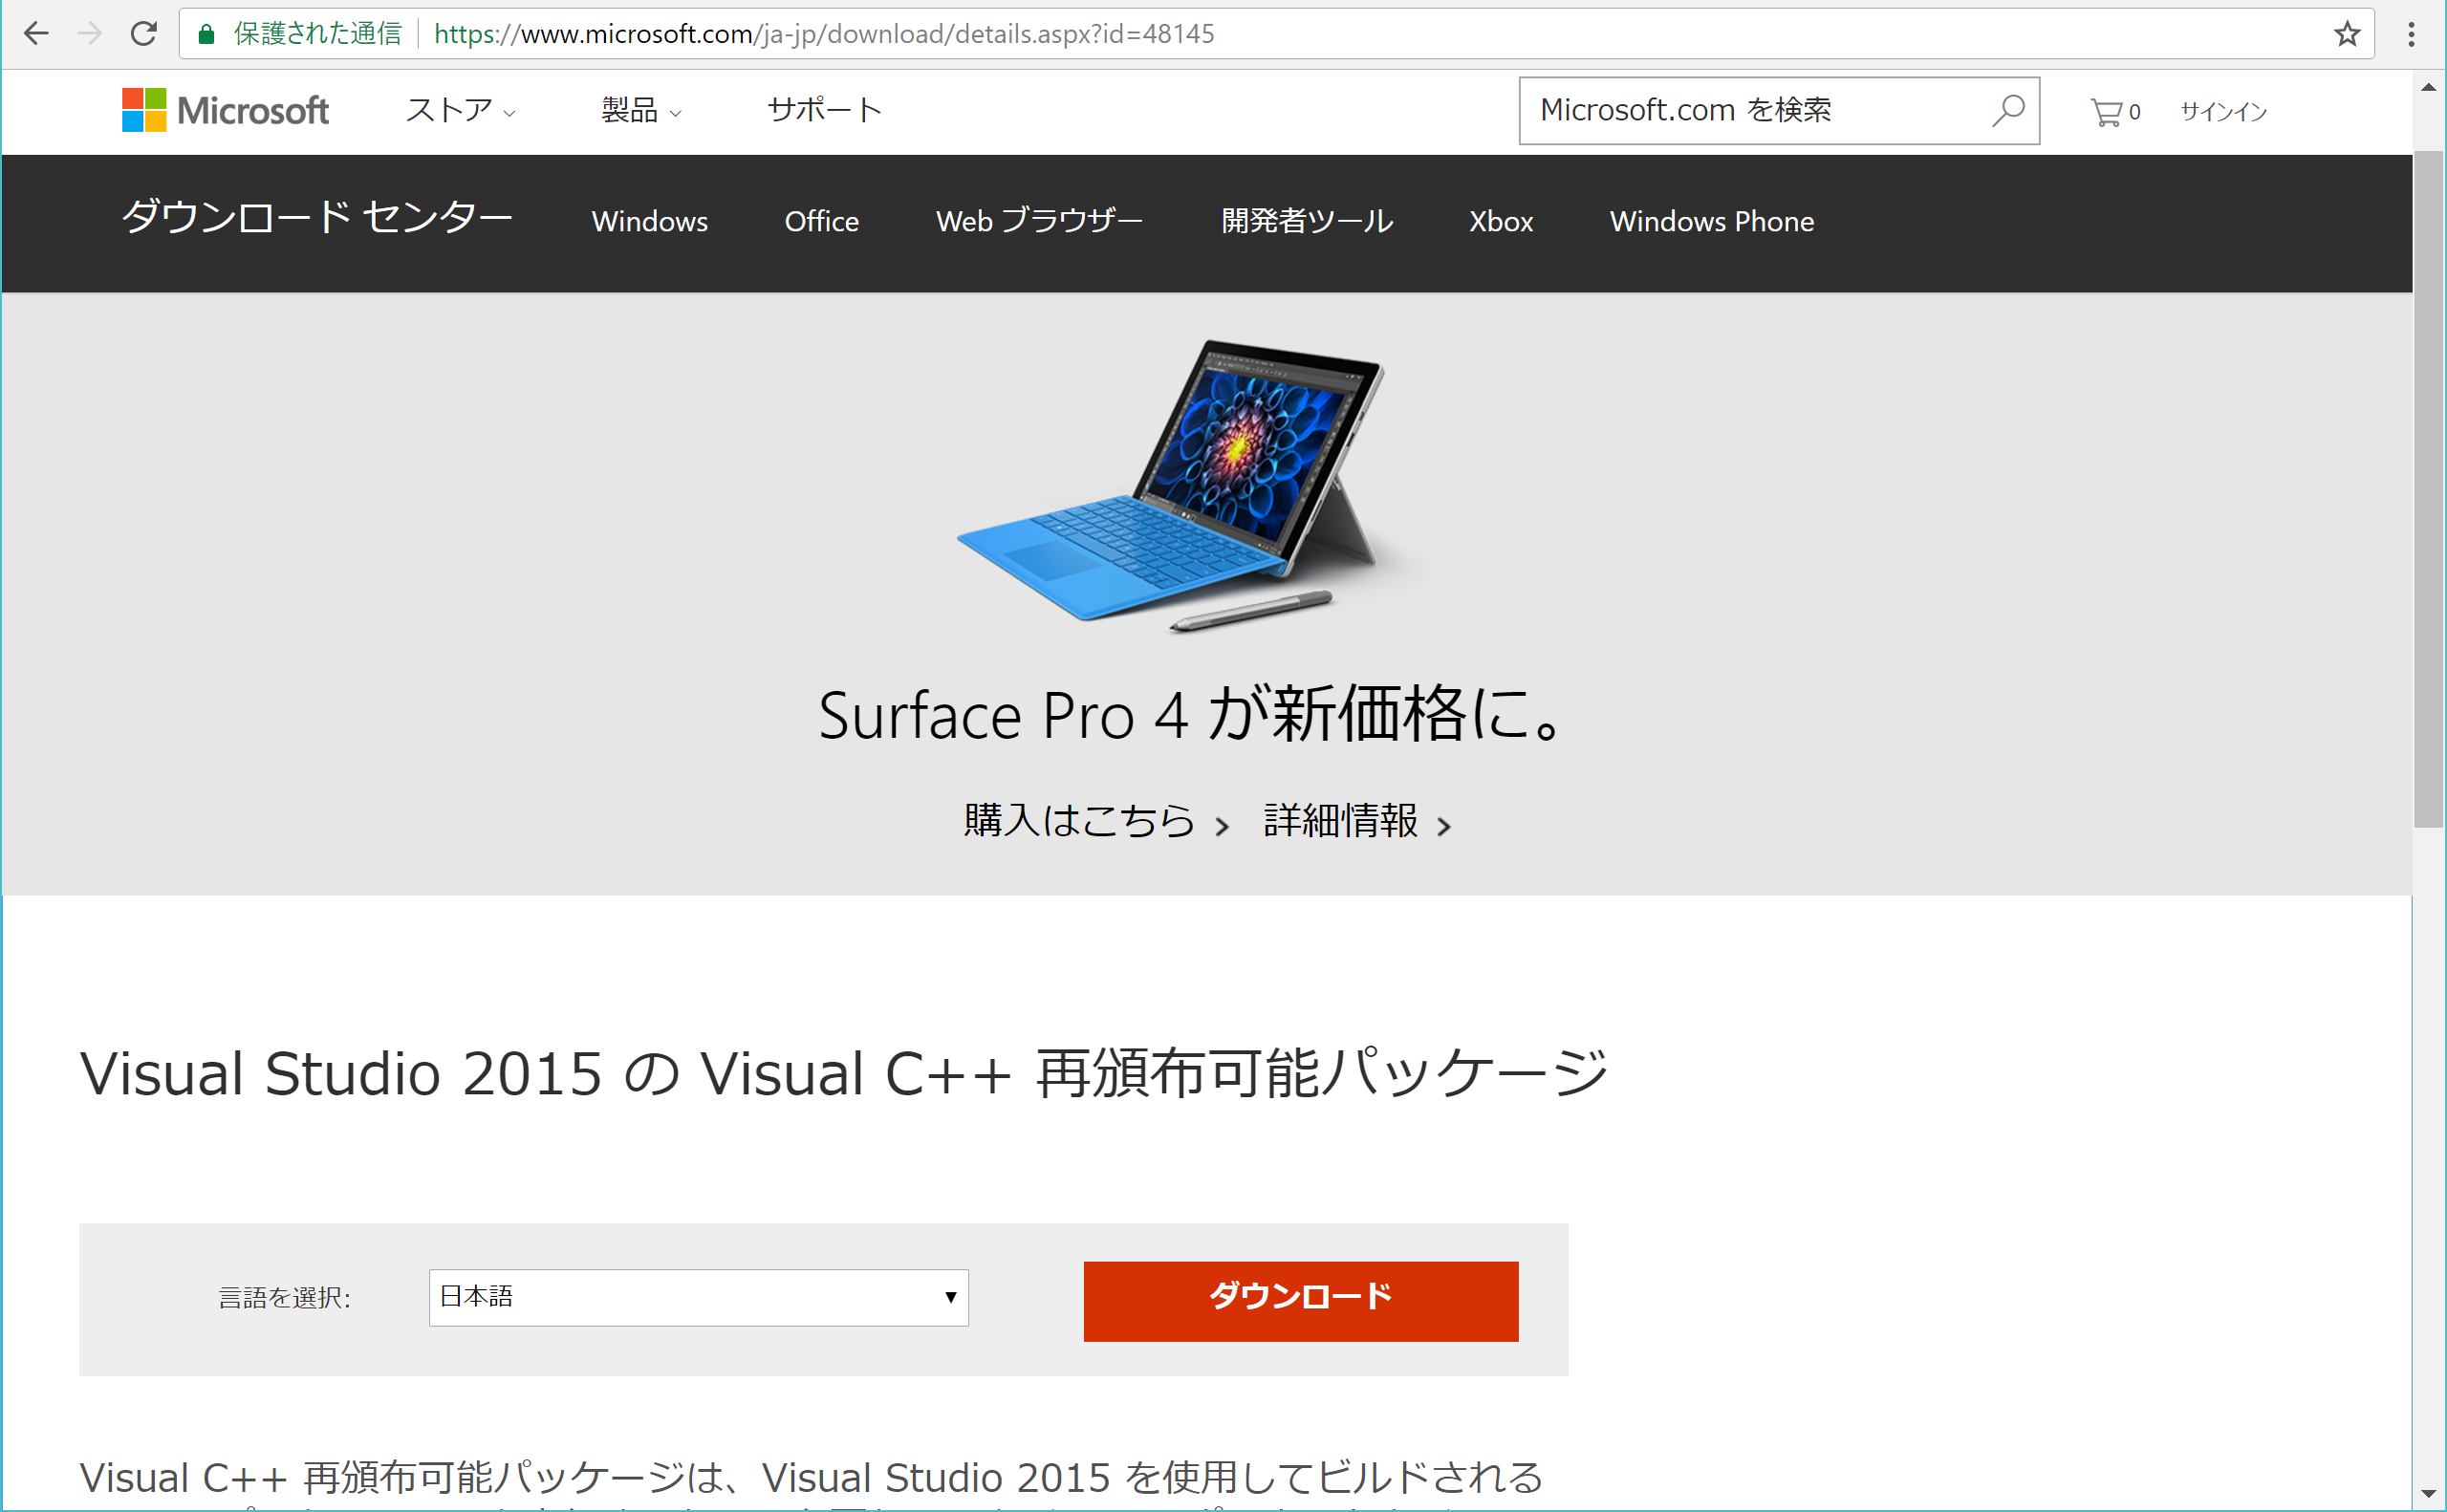 保護された通信 https://www.microsoft.com/ja-jp/download/details.aspx?id=48145
Microsoft ストア 製品 サポート Microsoft.com を検索 0 サインイン
ダウンロード センター Windows Office Web ブラウザー 開発者ツール Xbox Windows Phone
Surface Pro 4 が新価格に。
購入はこちら 詳細情報
Visual Studio 2015 の Visual C++ 再頒布可能パッケージ
言語を選択: 日本語 ダウンロード
Visual C++ 再頒布可能パッケージは、Visual Studio 2015 を使用してビルドされる